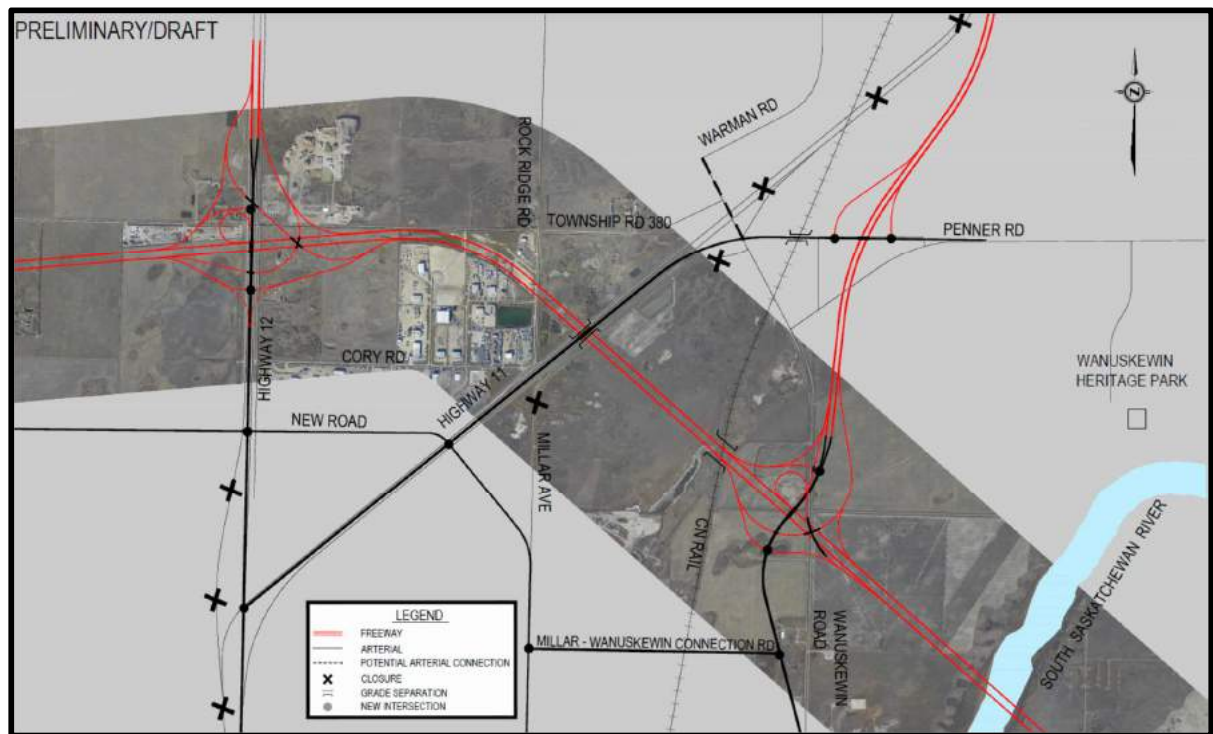 PRELIMINARY/DRAFT
WARMAN RD
ROCK RIDGE RD
TOWNSHIP RD 380
PENNER RD
HIGHWAY 12
CORY RD
HIGHWAY 11
WANUSKEWIN
HERITAGE PARK
NEW ROAD
MILLAR AVE
CN RAIL
SOUTH SASKATCHEWAN RIVER
WANUSKEWIN
ROAD
MILLAR - WANUSKEWIN CONNECTION RD
LEGEND
FREEWAY
ARTERIAL
POTENTIAL ARTERIAL CONNECTION
CLOSURE
GRADE SEPARATION
NEW INTERSECTION